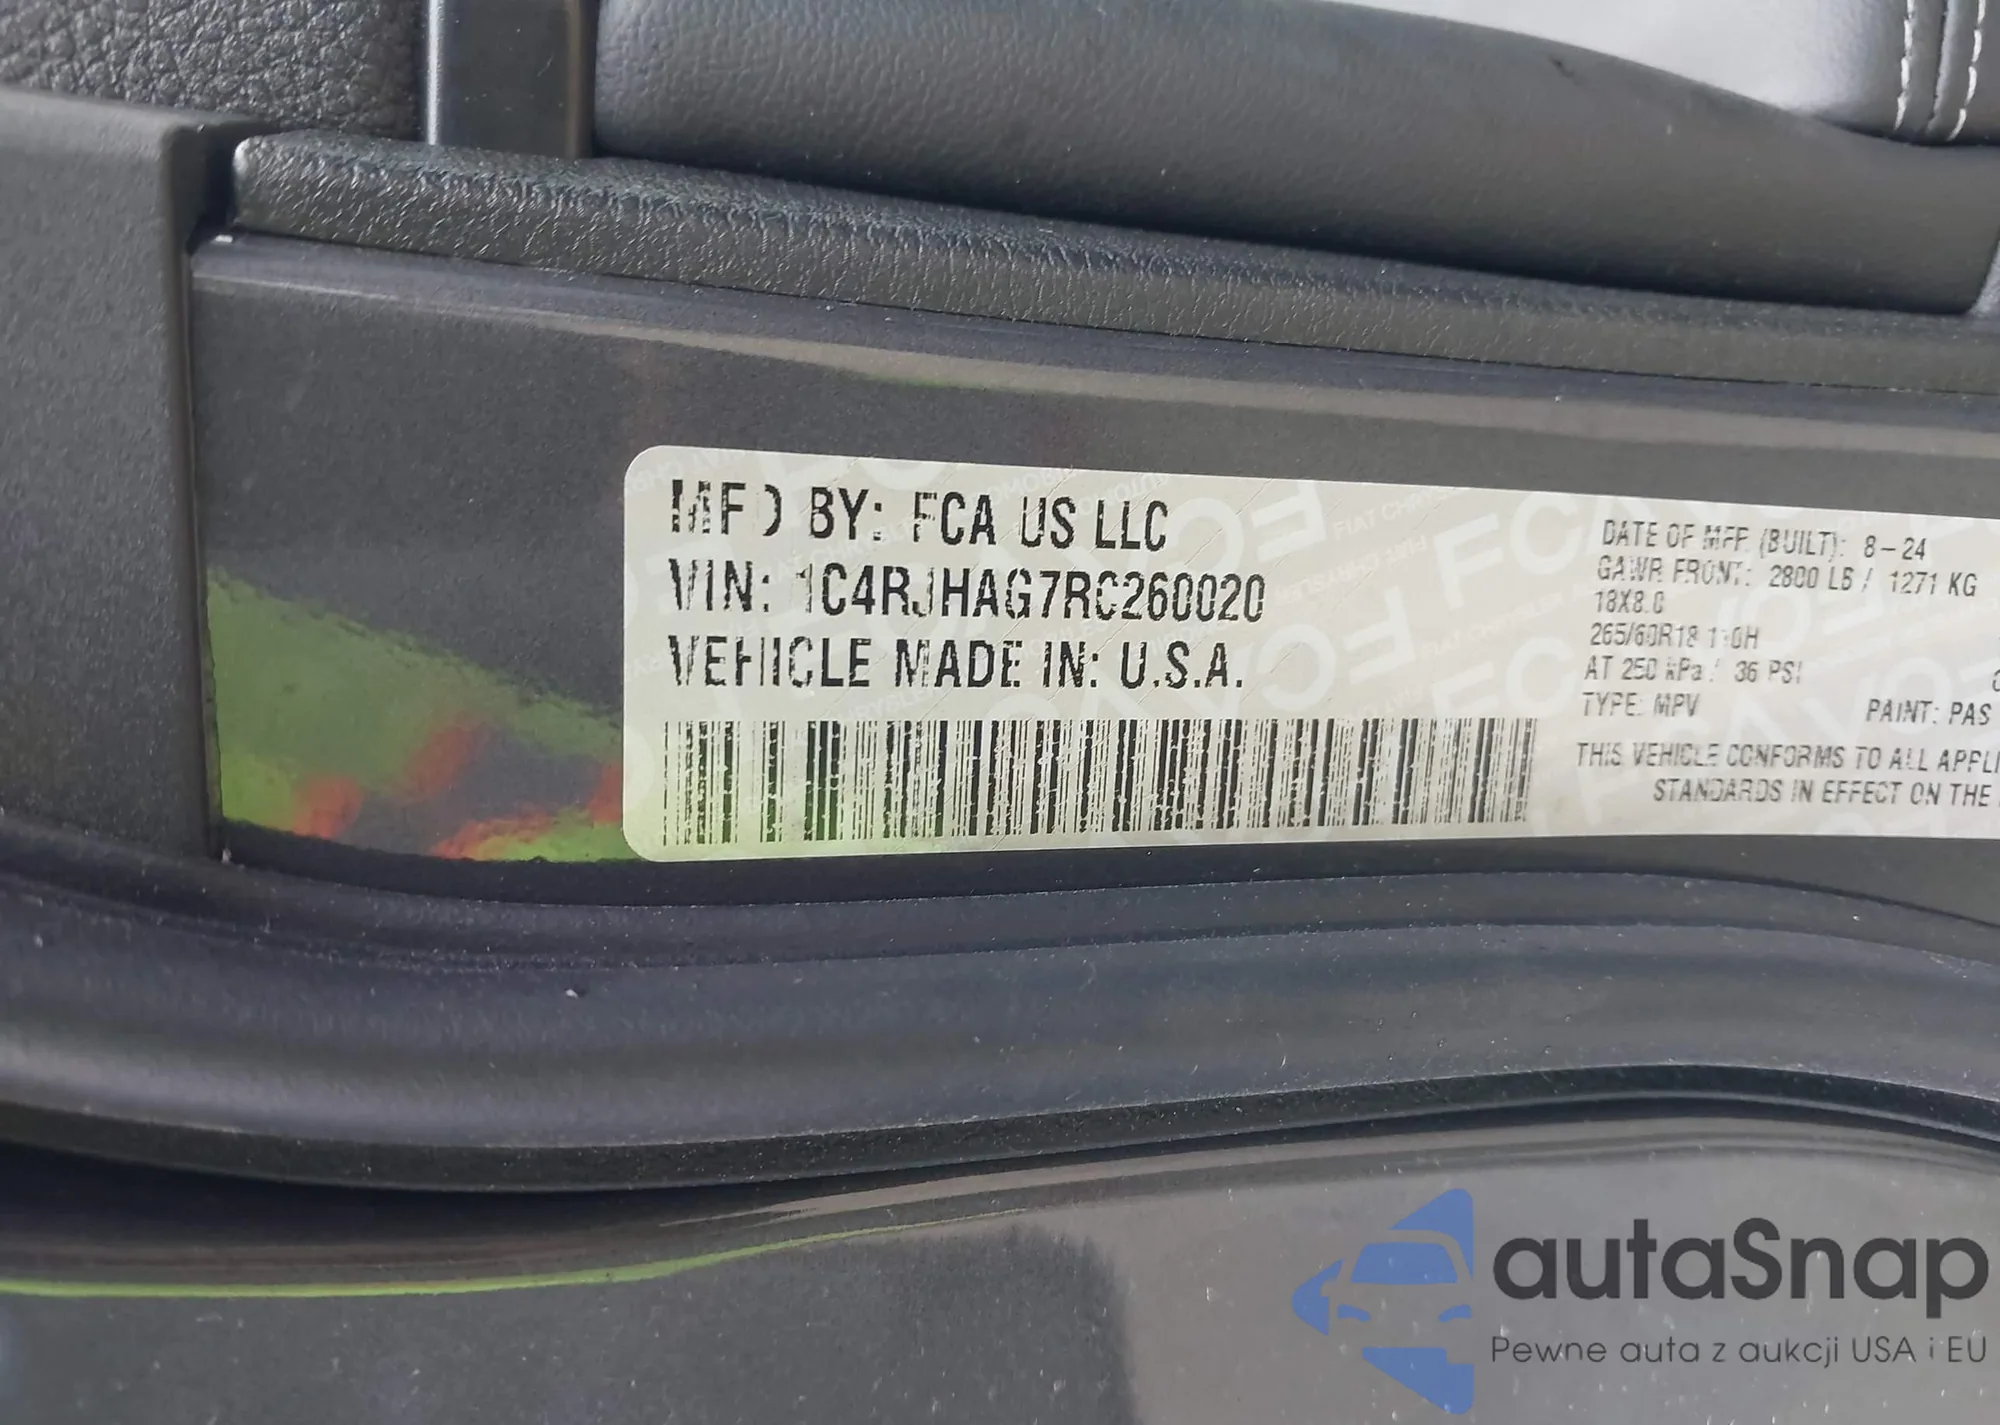 MFD BY: FCA US LLC
VIN: 1C4RJHAG7RC260020
VEHICLE MADE IN: U.S.A.
DATE OF MFR. (BUILT): 8-24
GAWR FRONT: 2800 LB / 1271 KG
18X8.0
265/60R18 110H
AT 250 kPa / 36 PSI
TYPE: MPV PAINT: PAS
THIS VEHICLE CONFORMS TO ALL APPLI
STANDARDS IN EFFECT ON THE
autaSnap
Pewne auta z aukcji USA i EU